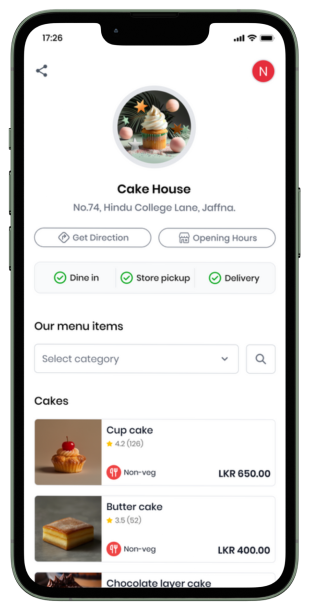 17:26
N
Cake House
No.74, Hindu College Lane, Jaffna.
Get Direction
Opening Hours
Dine in
Store pickup
Delivery
Our menu items
Select category
Cakes
Cup cake
4.2 (126)
Non-veg
LKR 650.00
Butter cake
3.5 (52)
Non-veg
LKR 400.00
Chocolate layer cake